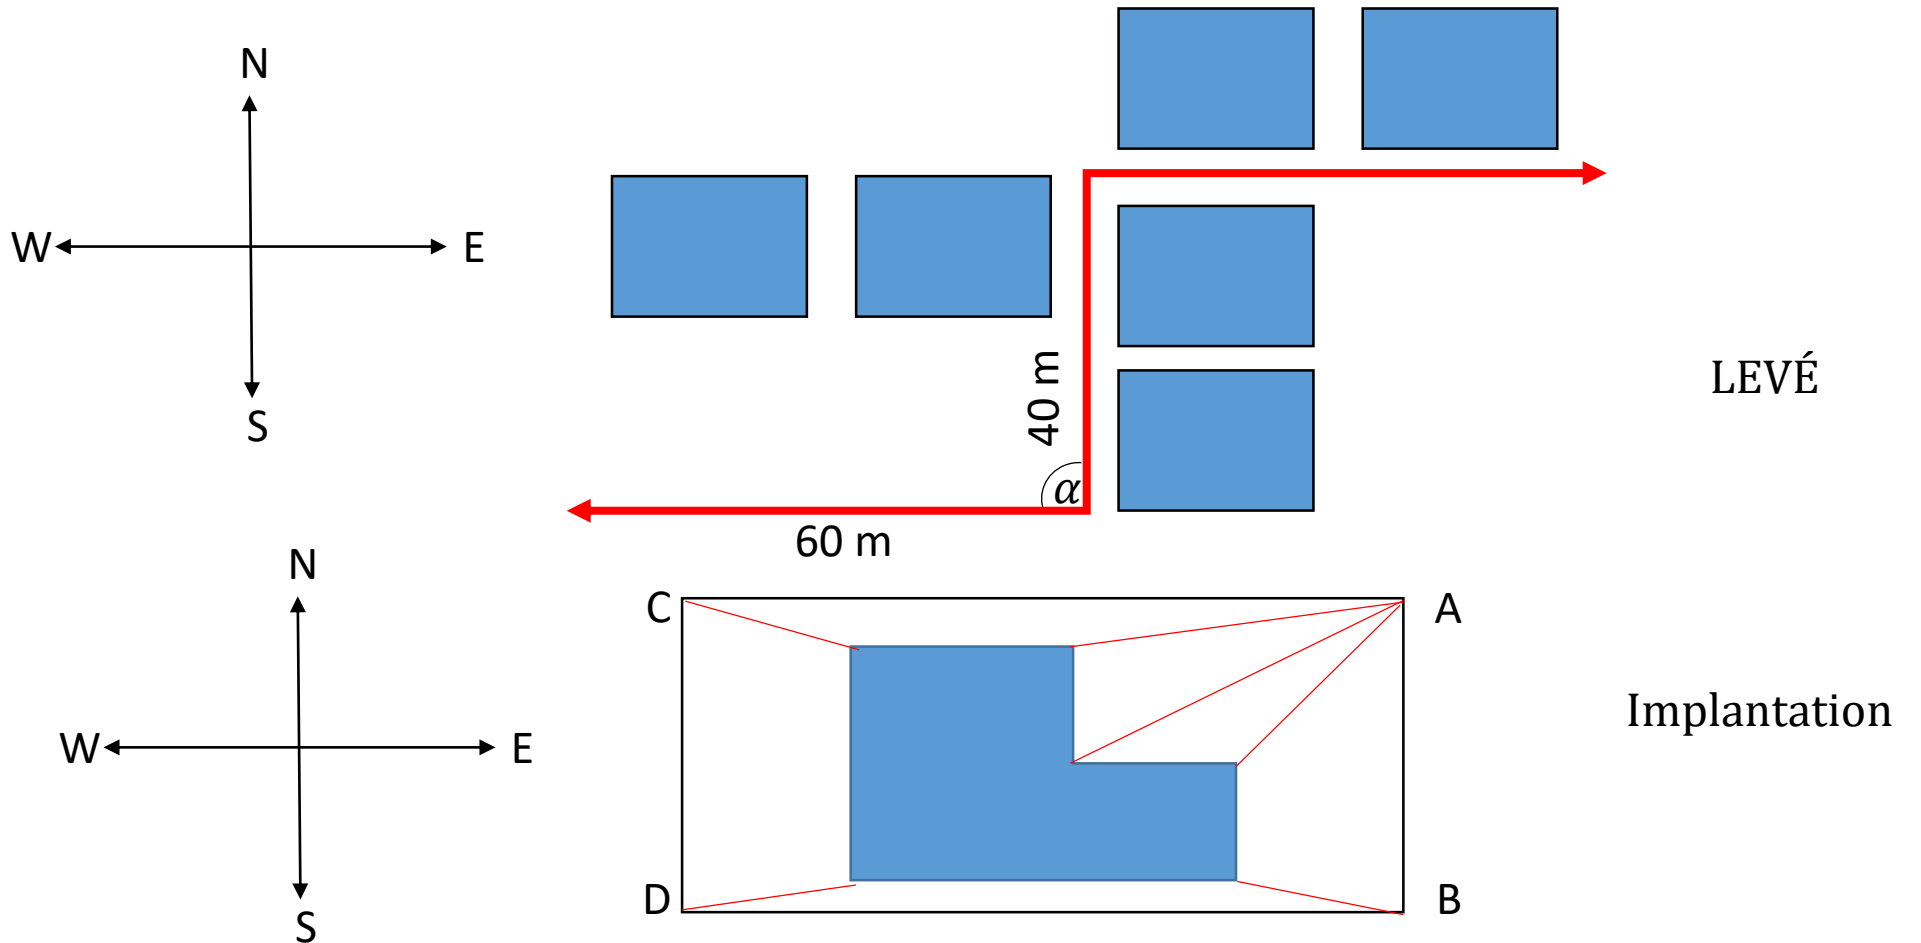 N
W E
S
40 m
α
60 m
LEVÉ
N
W E
S
C A
D B
Implantation